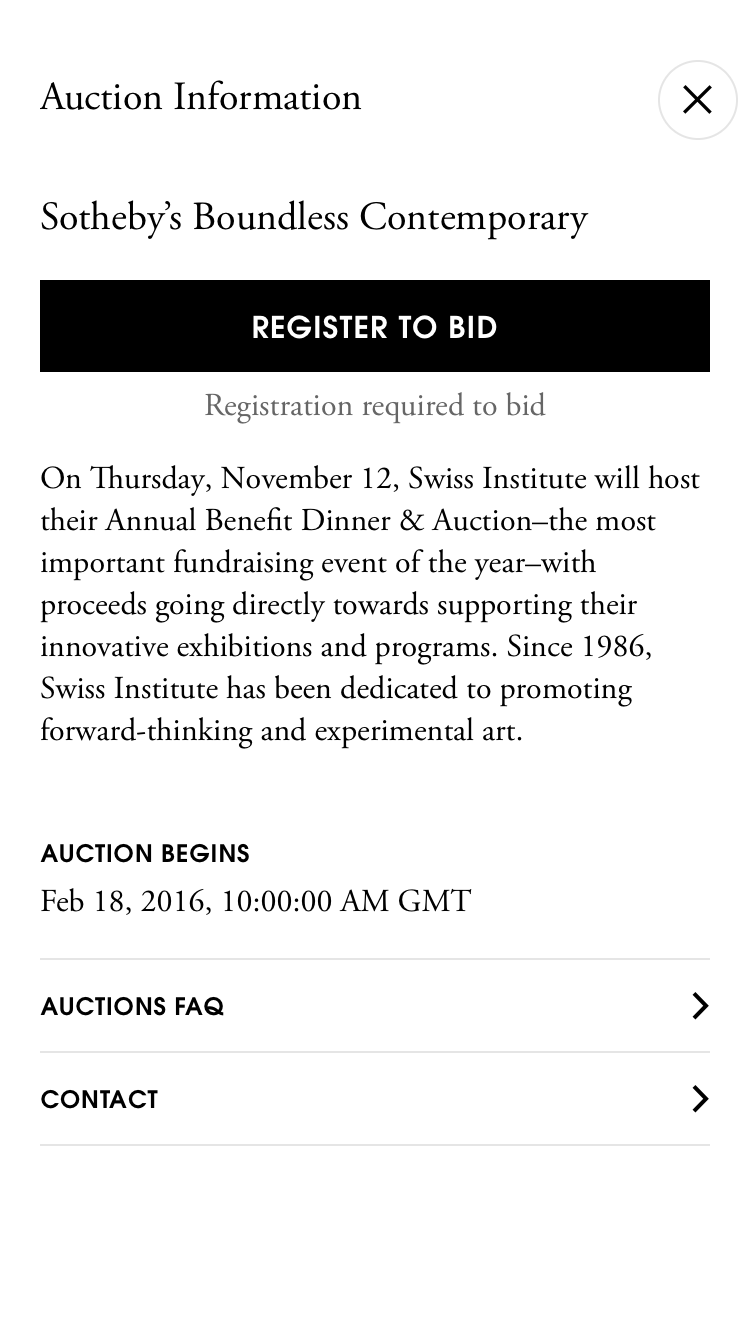 Auction Information
Sotheby’s Boundless Contemporary
REGISTER TO BID
Registration required to bid
On Thursday, November 12, Swiss Institute will host
their Annual Benefit Dinner & Auction–the most
important fundraising event of the year–with
proceeds going directly towards supporting their
innovative exhibitions and programs. Since 1986,
Swiss Institute has been dedicated to promoting
forward-thinking and experimental art.
AUCTION BEGINS
Feb 18, 2016, 10:00:00 AM GMT
AUCTIONS FAQ
CONTACT